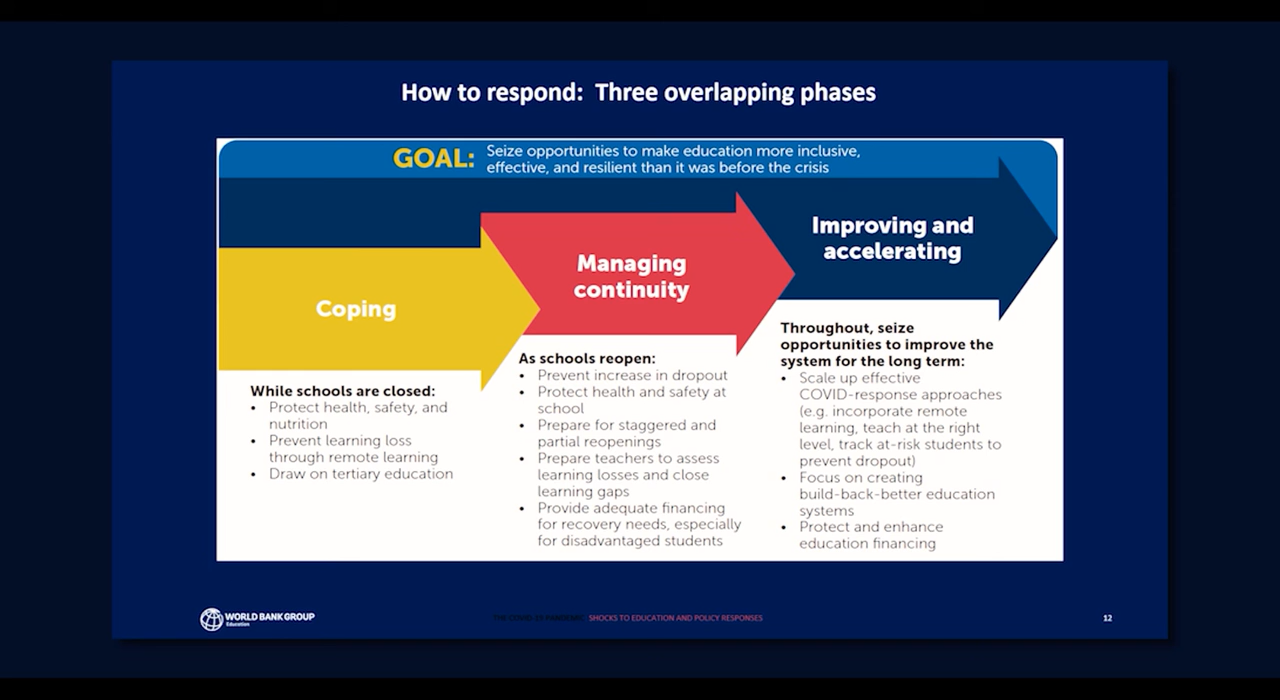 How to respond:  Three overlapping phases
GOAL: Seize opportunities to make education more inclusive,
effective, and resilient than it was before the crisis
Coping
While schools are closed:
• Protect health, safety, and
nutrition
• Prevent learning loss
through remote learning
• Draw on tertiary education
Managing
continuity
As schools reopen:
• Prevent increase in dropout
• Protect health and safety at
school
• Prepare for staggered and
partial reopenings
• Prepare teachers to assess
learning losses and close
learning gaps
• Provide adequate financing
for recovery needs, especially
for disadvantaged students
Improving and
accelerating
Throughout, seize
opportunities to improve the
system for the long term:
• Scale up effective
COVID-response approaches
(e.g. incorporate remote
learning, teach at the right
level, track at-risk students to
prevent dropout)
• Focus on creating
build-back-better education
systems
• Protect and enhance
education financing
WORLD BANK GROUP
Education
THE COVID-19 PANDEMIC: SHOCKS TO EDUCATION AND POLICY RESPONSES
12